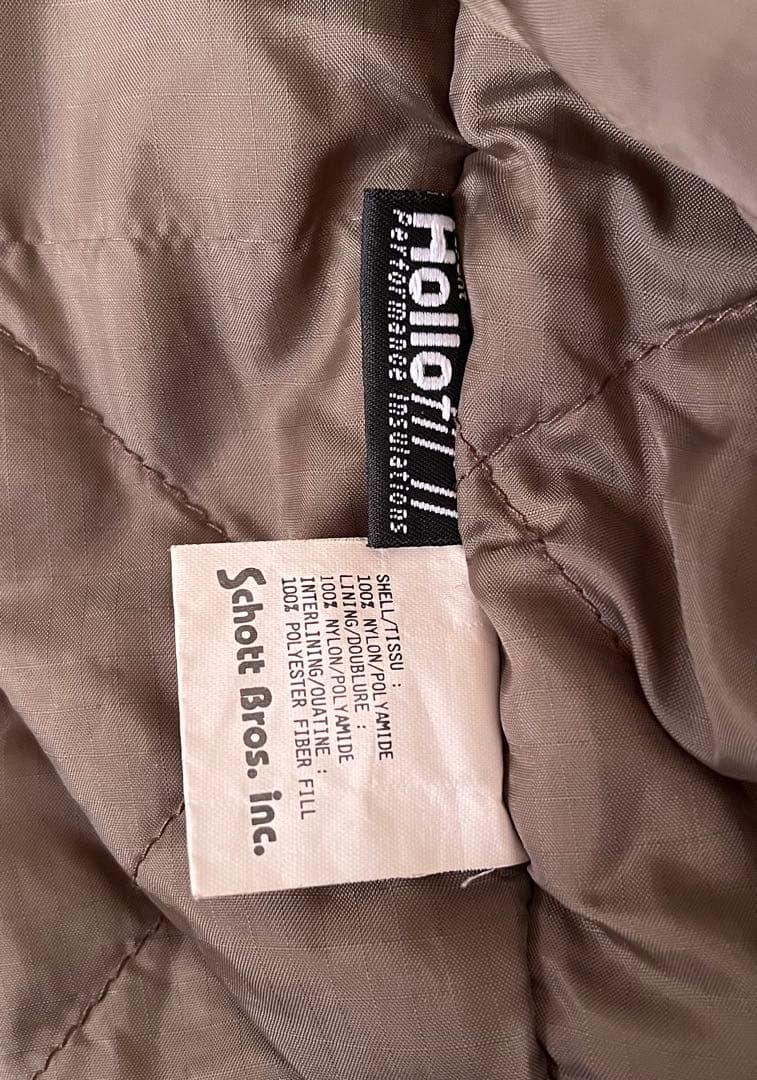 Hollofil II
Performance insulations
SHELL/TISSU :
100% NYLON/POLYAMIDE
LINING/DOUBLURE :
100% NYLON/POLYAMIDE
INTERLINING/OUATINE :
100% POLYESTER FIBER FILL
Schott Bros. inc.